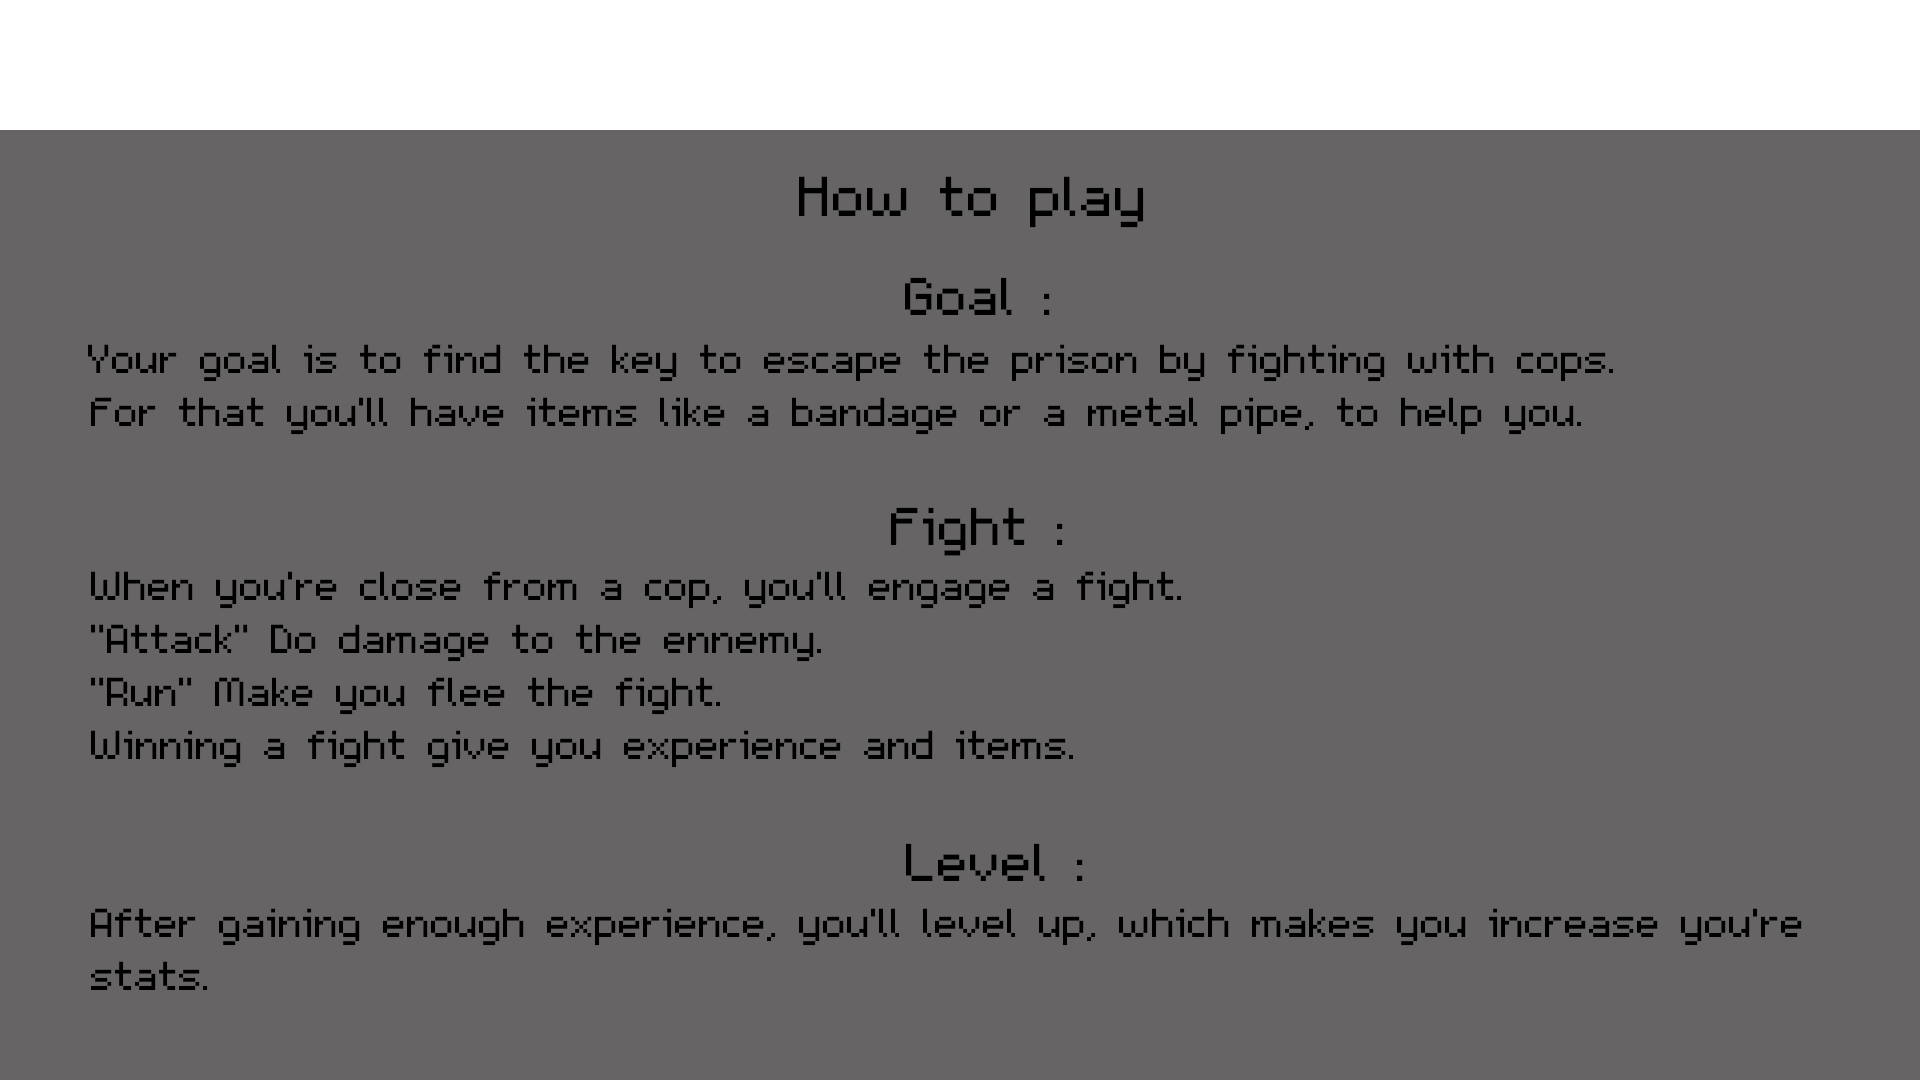 How to play
Goal :
Your goal is to find the key to escape the prison by fighting with cops.
For that you'll have items like a bandage or a metal pipe, to help you.
Fight :
When you're close from a cop, you'll engage a fight.
"Attack" Do damage to the ennemy.
"Run" Make you flee the fight.
Winning a fight give you experience and items.
Level :
After gaining enough experience, you'll level up, which makes you increase you're
stats.